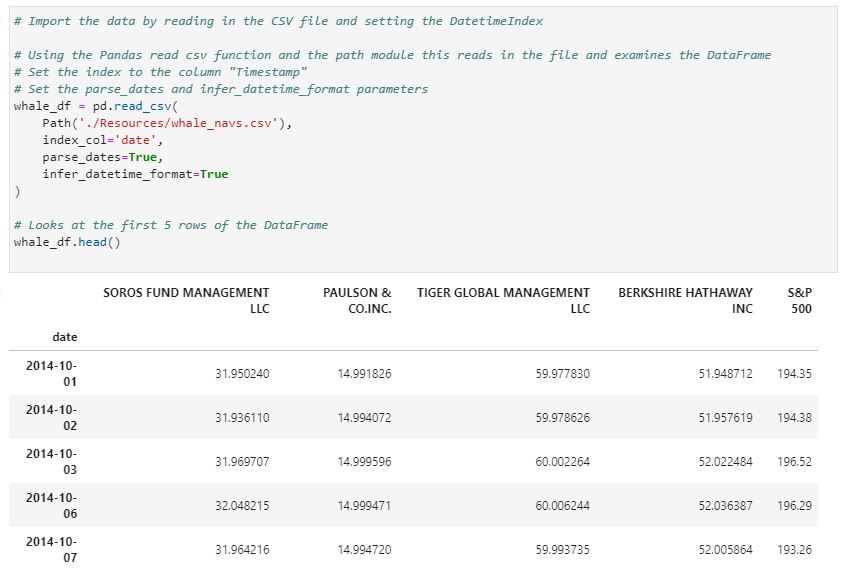 # Import the data by reading in the CSV file and setting the DatetimeIndex
# Using the Pandas read csv function and the path module this reads in the file and examines the DataFrame
# Set the index to the column "Timestamp"
# Set the parse_dates and infer_datetime_format parameters
whale_df = pd.read_csv(
    Path('./Resources/whale_navs.csv'),
    index_col='date',
    parse_dates=True,
    infer_datetime_format=True
)
# Looks at the first 5 rows of the DataFrame
whale_df.head()
SOROS FUND MANAGEMENT PAULSON & TIGER GLOBAL MANAGEMENT BERKSHIRE HATHAWAY S&P
LLC CO.INC. LLC INC 500
date
2014-10-
01 31.950240 14.991826 59.977830 51.948712 194.35
2014-10-
02 31.936110 14.994072 59.978626 51.957619 194.38
2014-10-
03 31.969707 14.999596 60.002264 52.022484 196.52
2014-10-
06 32.048215 14.999471 60.006244 52.036387 196.29
2014-10-
07 31.964216 14.994720 59.993735 52.005864 193.26